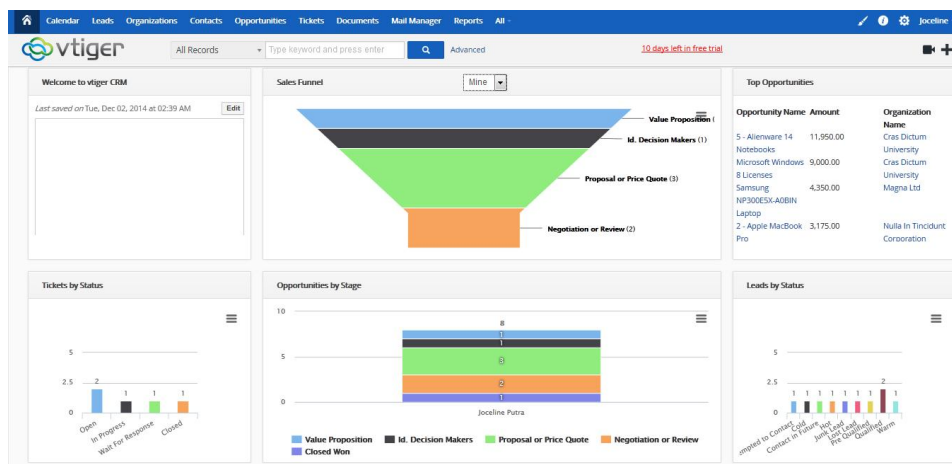 Calendar Leads Organizations Contacts Opportunities Tickets Documents Mail Manager Reports All
Joceline
vtiger
All Records
Type keyword and press enter
Advanced
10 days left in free trial
Welcome to vtiger CRM
Last saved on Tue, Dec 02, 2014 at 02:39 AM
Edit
Sales Funnel
Mine
Value Proposition (
Id. Decision Makers (1)
Proposal or Price Quote (3)
Negotiation or Review (2)
Top Opportunities
Opportunity Name Amount Organization
Name
5 - Alienware 14 11,950.00 Cras Dictum
Notebooks University
Microsoft Windows 9,000.00 Cras Dictum
8 Licenses University
Samsung 4,350.00 Magna Ltd
NP300E5X-A0BIN
Laptop
2 - Apple MacBook 3,175.00 Nulla In Tincidunt
Pro Corporation
Tickets by Status
5
2.5
0
2 1 1 1
Open In Progress Wait For Response Closed
Opportunities by Stage
10
5
0
8
1
1
3
2
1
Joceline Putra
Value Proposition Id. Decision Makers Proposal or Price Quote Negotiation or Review
Closed Won
Leads by Status
5
2.5
0
1 1 1 1 1 1 1 2 1
mpted to Contact Cold Contact in Future Hot Junk Lead Lost Lead Pre Qualified Qualified Warm